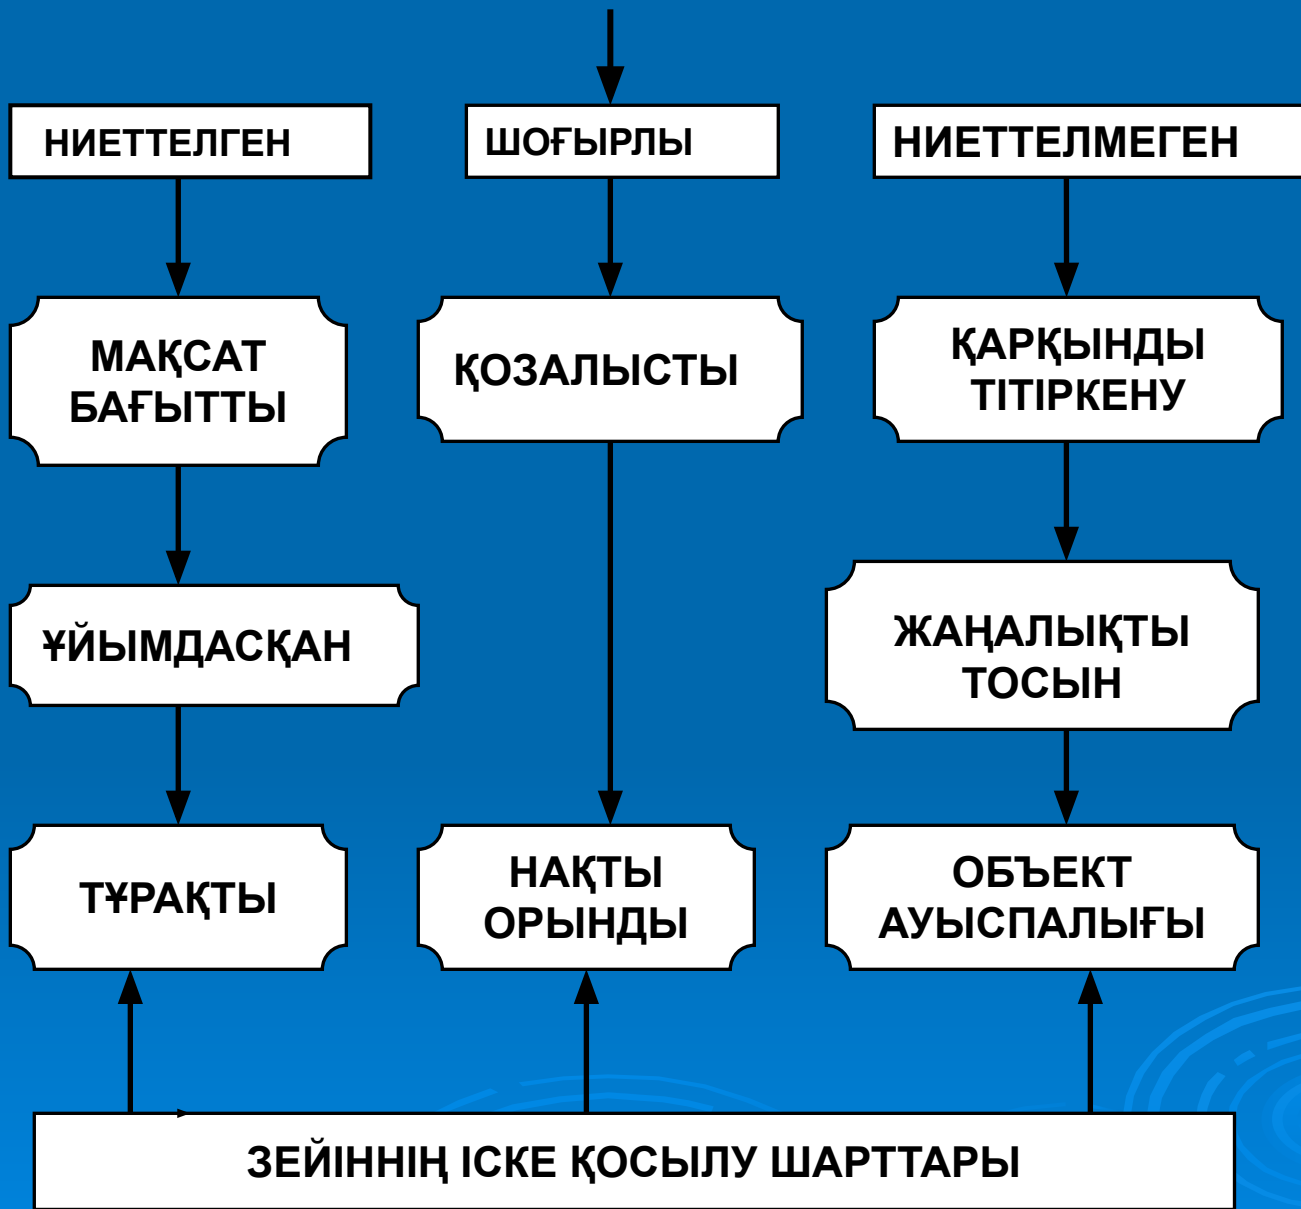 НИЕТТЕЛГЕН
ШОҒЫРЛЫ
НИЕТТЕЛМЕГЕН
МАҚСАТ
БАҒЫТТЫ
ҚОЗАЛЫСТЫ
ҚАРҚЫНДЫ
ТІТІРКЕНУ
ҰЙЫМДАСҚАН
ЖАҢАЛЫҚТЫ
ТОСЫН
ТҰРАҚТЫ
НАҚТЫ
ОРЫНДЫ
ОБЪЕКТ
АУЫСПАЛЫҒЫ
ЗЕЙІННІҢ ІСКЕ ҚОСЫЛУ ШАРТТАРЫ